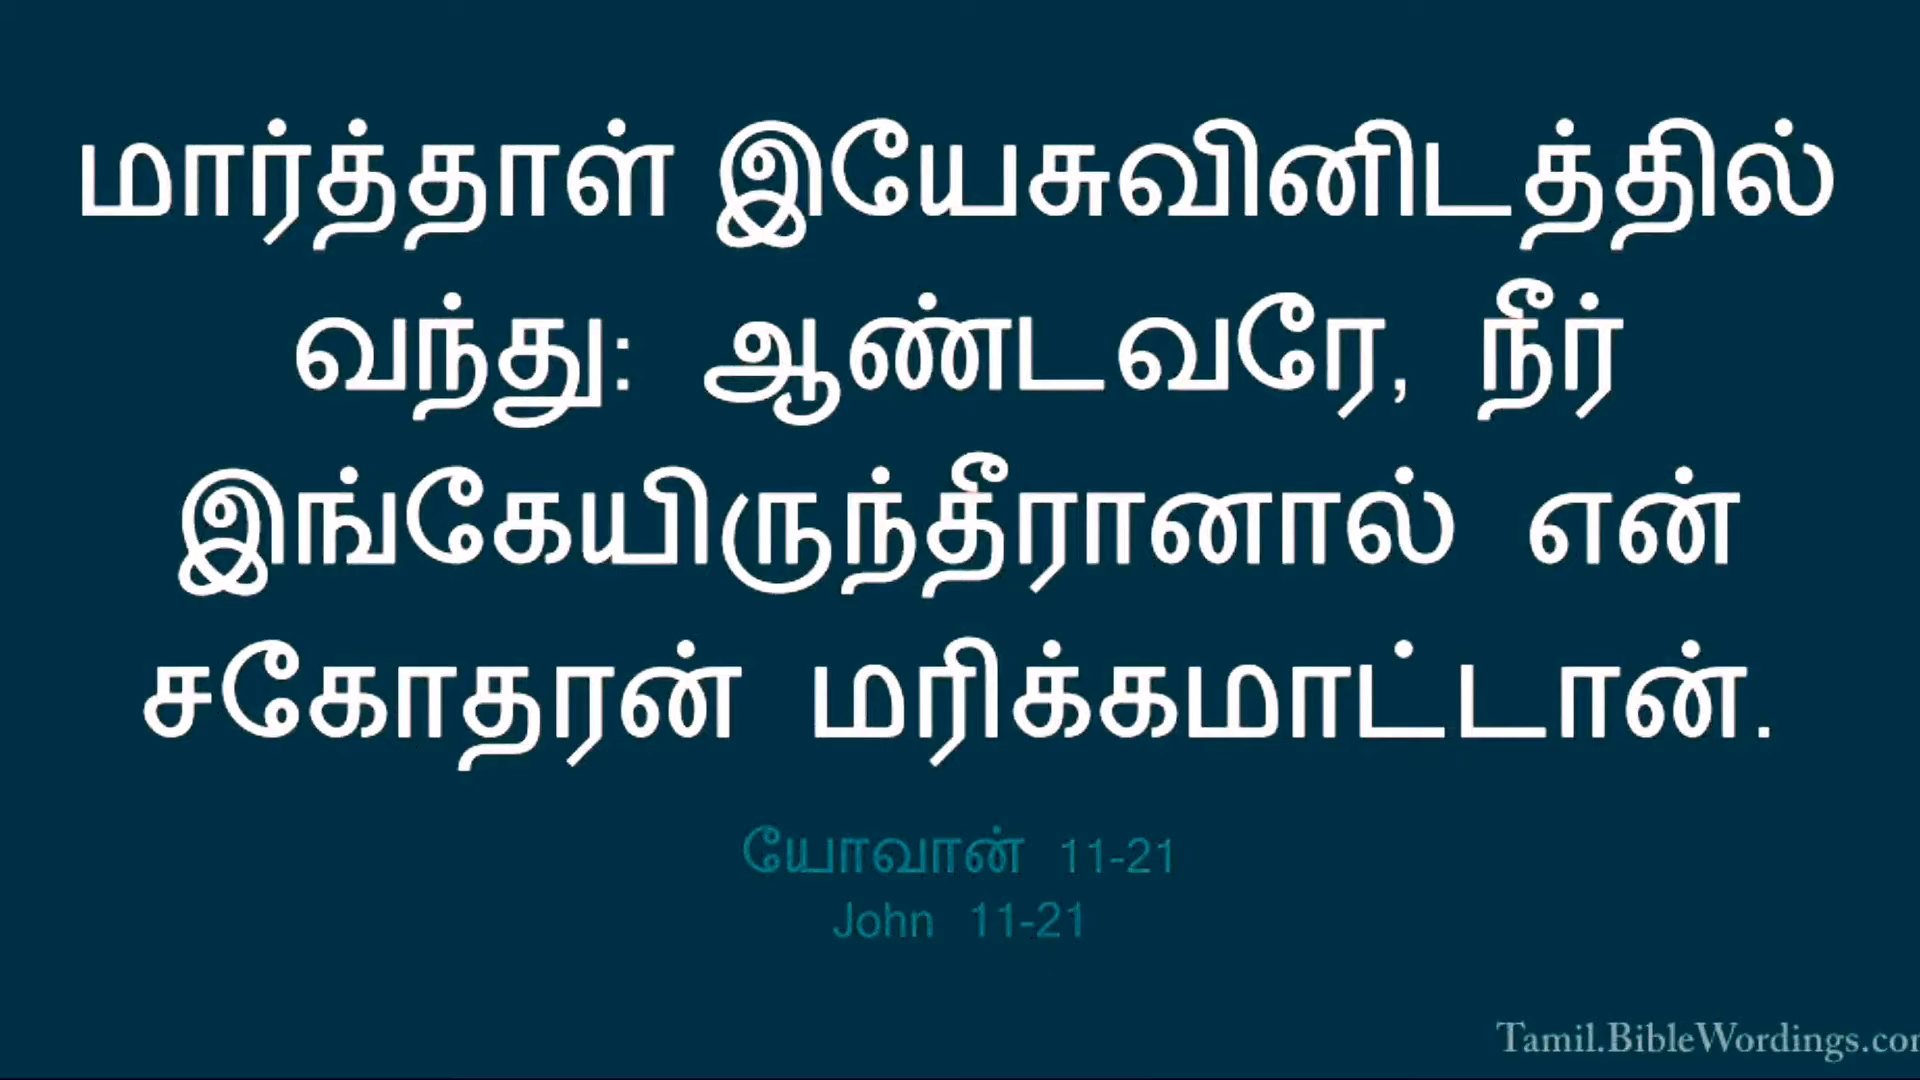 மார்த்தாள் இயேசுவினிடத்தில்
வந்து: ஆண்டவரே, நீர்
இங்கேயிருந்தீரானால் என்
சகோதரன் மரிக்கமாட்டான்.
யோவான் 11-21
John 11-21
Tamil.BibleWordings.co